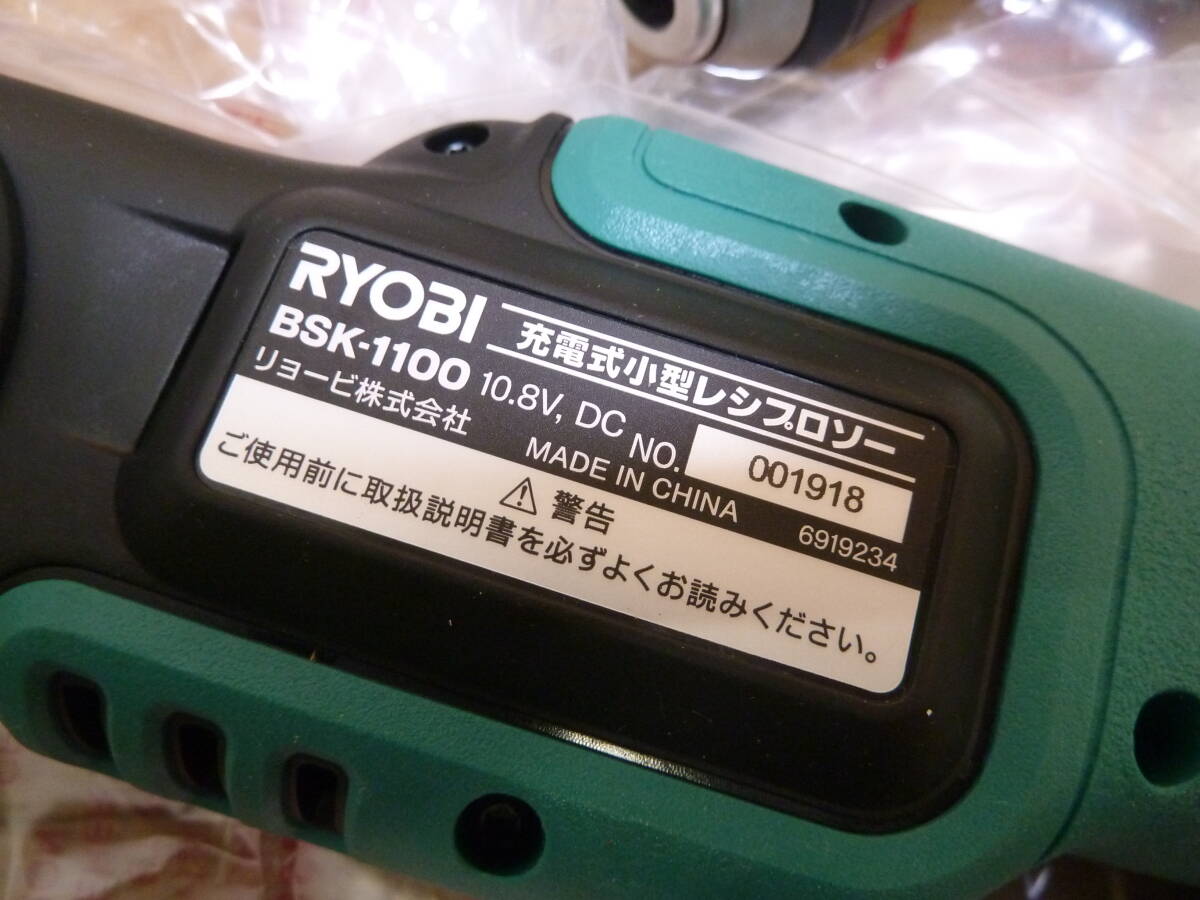 RYOBI 充電式小型レシプロソー
BSK-1100 10.8V, DC NO. 001918
リョービ株式会社 MADE IN CHINA 6919234
⚠ 警告
ご使用前に取扱説明書を必ずよくお読みください。